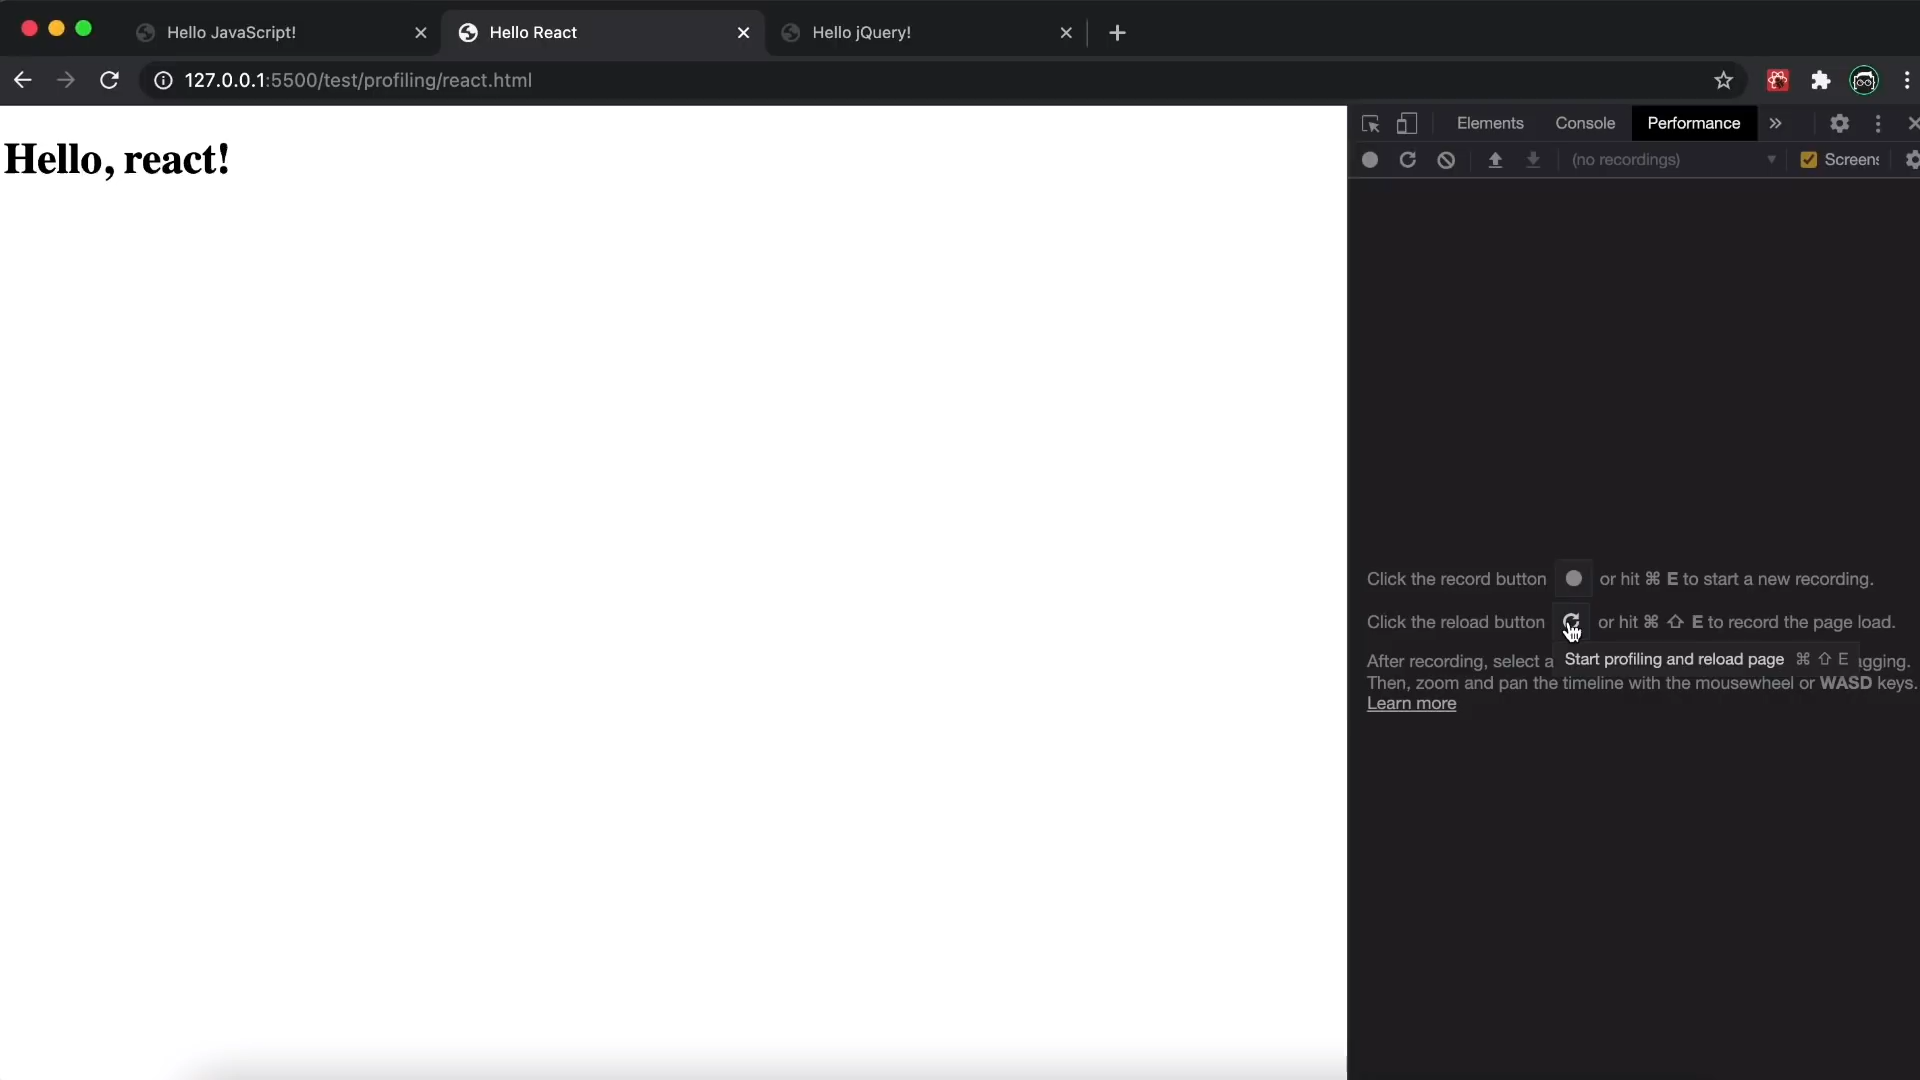 Hello JavaScript!
Hello React
Hello jQuery!
127.0.0.1:5500/test/profiling/react.html
Elements
Console
Performance
(no recordings)
Screens
Hello, react!
Click the record button or hit ⌘ E to start a new recording.
Click the reload button or hit ⌘ ⇧ E to record the page load.
After recording, select a
Start profiling and reload page ⌘ ⇧ E
Then, zoom and pan the timeline with the mousewheel or WASD keys.
Learn more